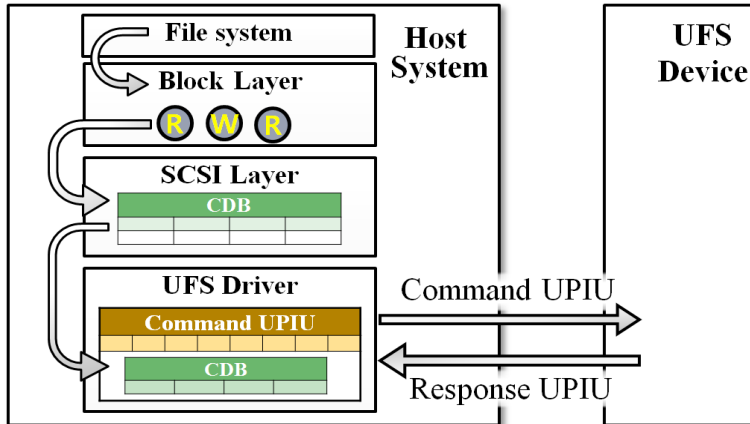 File system
Host
System
UFS
Device
Block Layer
R W R
SCSI Layer
CDB
UFS Driver
Command UPIU
CDB
Command UPIU
Response UPIU